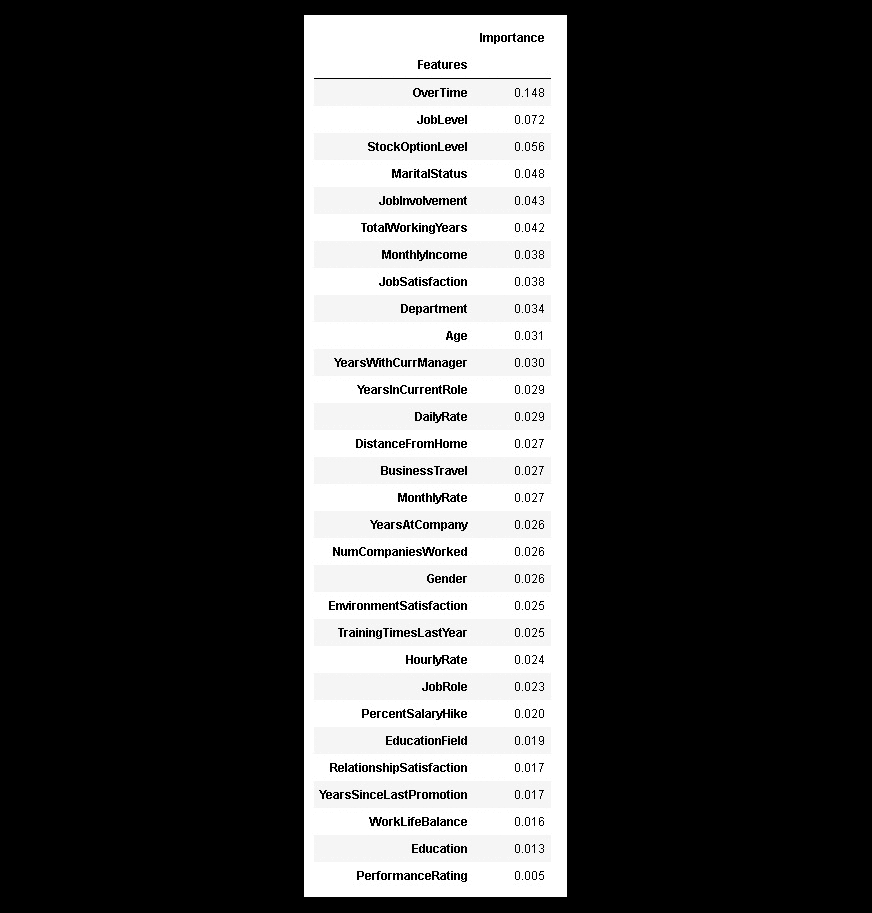 Importance
Features
OverTime 0.148
JobLevel 0.072
StockOptionLevel 0.056
MaritalStatus 0.048
JobInvolvement 0.043
TotalWorkingYears 0.042
MonthlyIncome 0.038
JobSatisfaction 0.038
Department 0.034
Age 0.031
YearsWithCurrManager 0.030
YearsInCurrentRole 0.029
DailyRate 0.029
DistanceFromHome 0.027
BusinessTravel 0.027
MonthlyRate 0.027
YearsAtCompany 0.026
NumCompaniesWorked 0.026
Gender 0.026
EnvironmentSatisfaction 0.025
TrainingTimesLastYear 0.025
HourlyRate 0.024
JobRole 0.023
PercentSalaryHike 0.020
EducationField 0.019
RelationshipSatisfaction 0.017
YearsSinceLastPromotion 0.017
WorkLifeBalance 0.016
Education 0.013
PerformanceRating 0.005